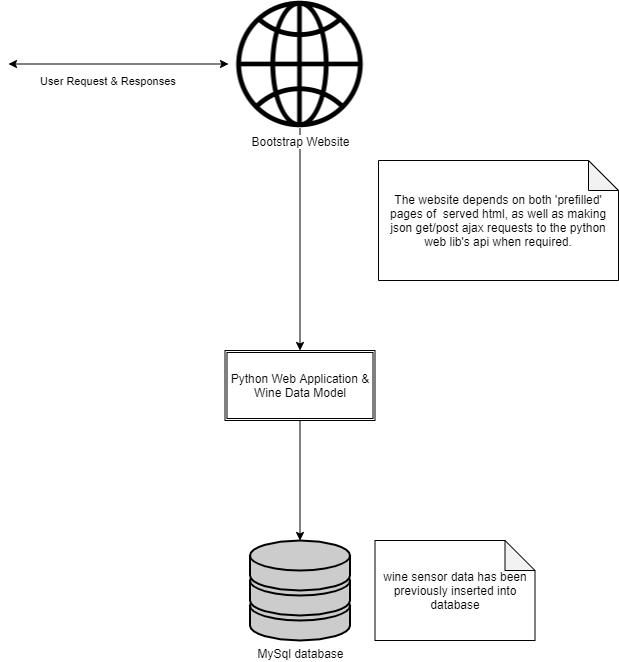 User Request & Responses
Bootstrap Website
The website depends on both 'prefilled'
pages of served html, as well as making
json get/post ajax requests to the python
web lib's api when required.
Python Web Application &
Wine Data Model
wine sensor data has been
previously inserted into
database
MySql database